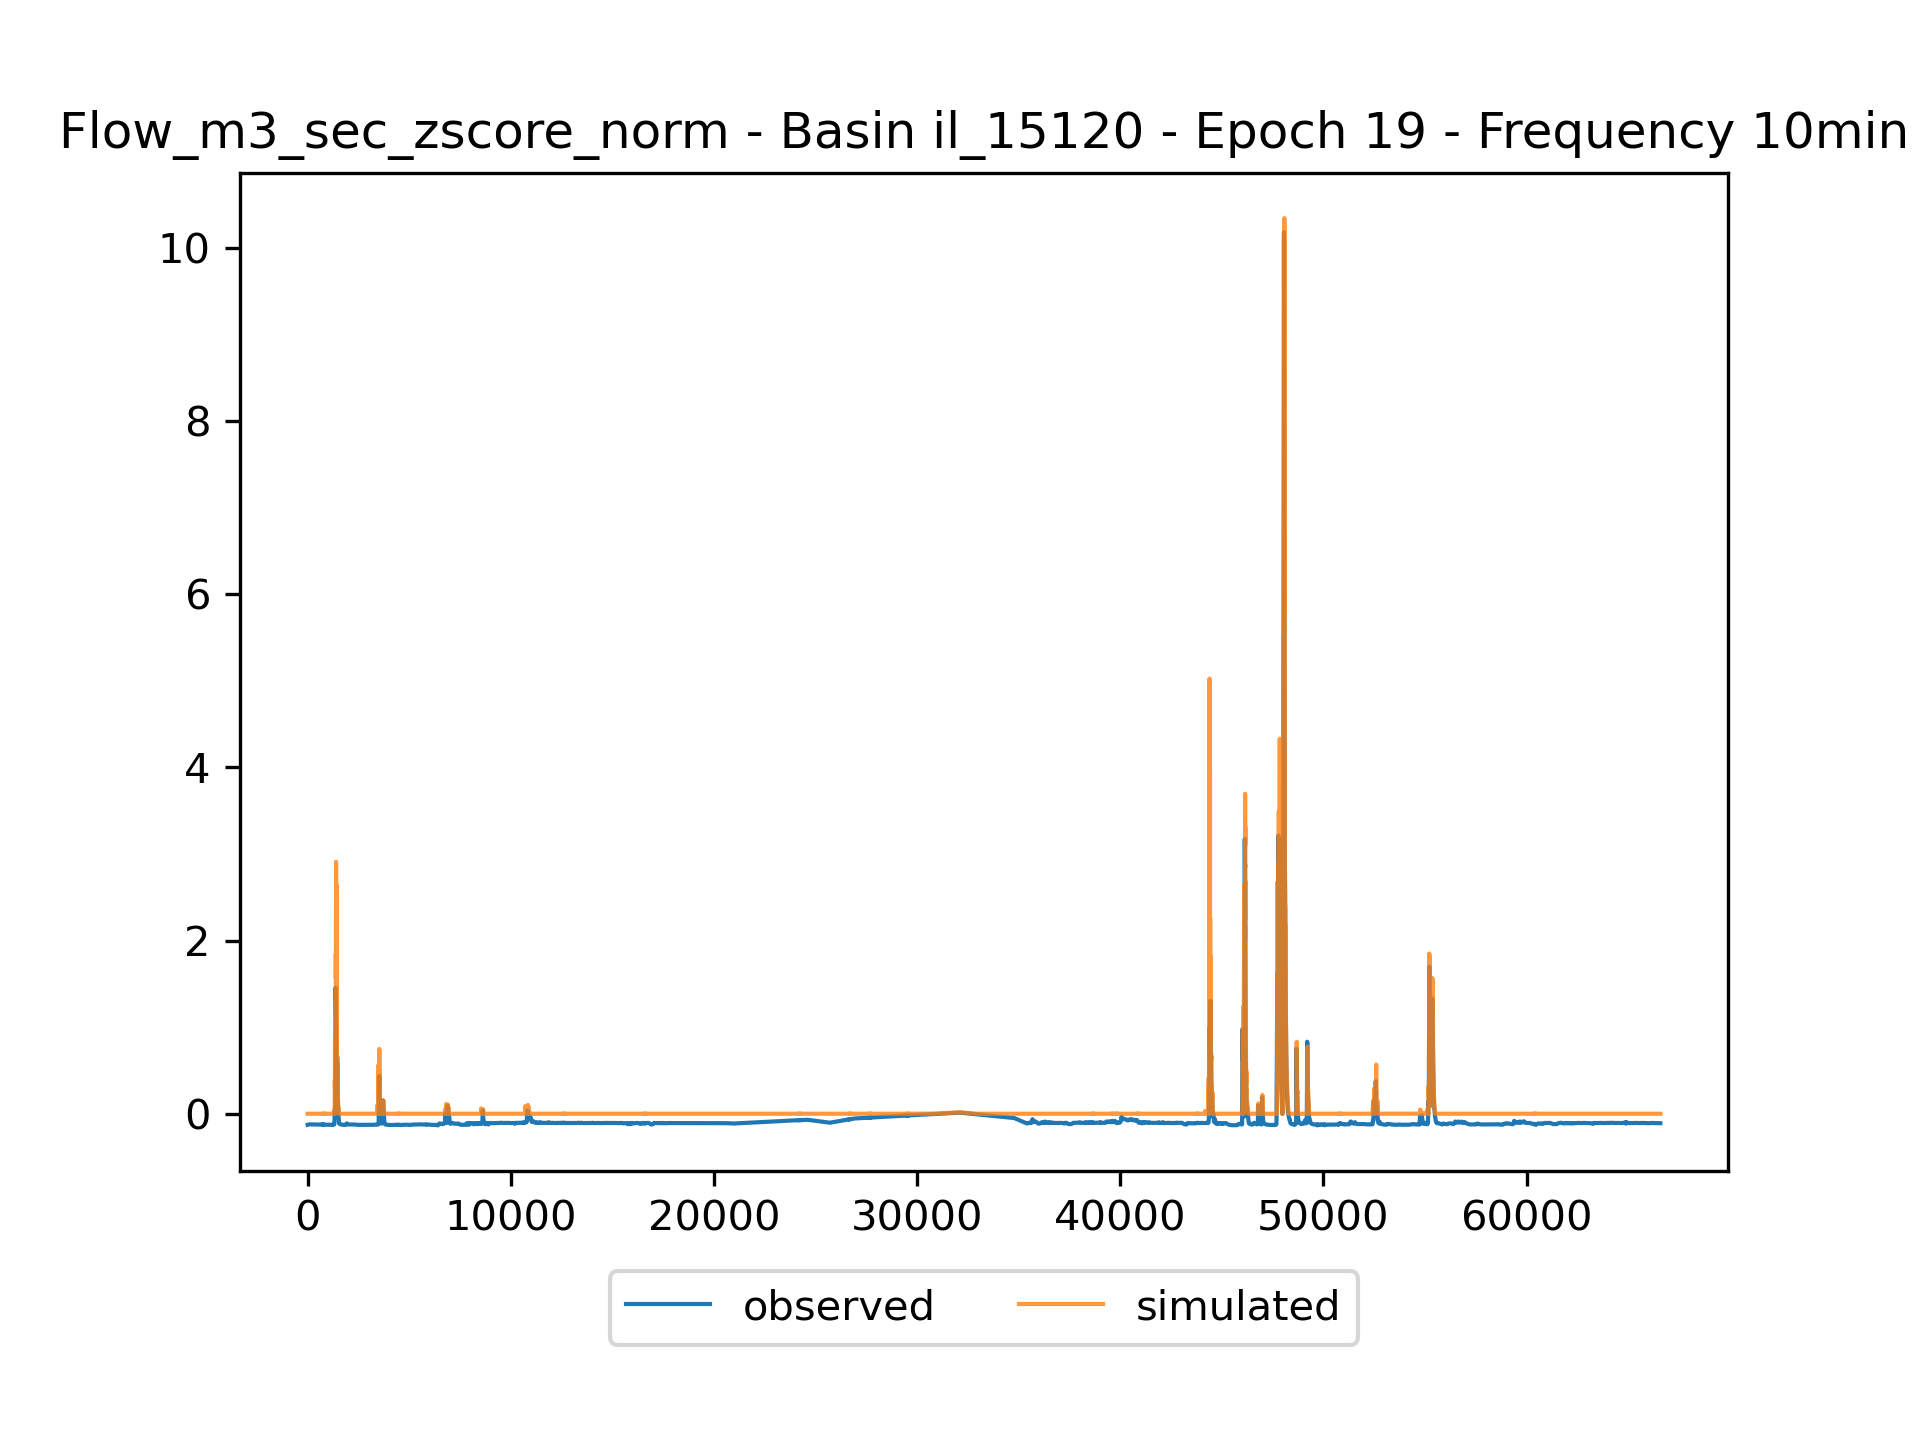 Flow_m3_sec_zscore_norm - Basin il_15120 - Epoch 19 - Frequency 10min
10
8
6
4
2
0
0 10000 20000 30000 40000 50000 60000
observed simulated